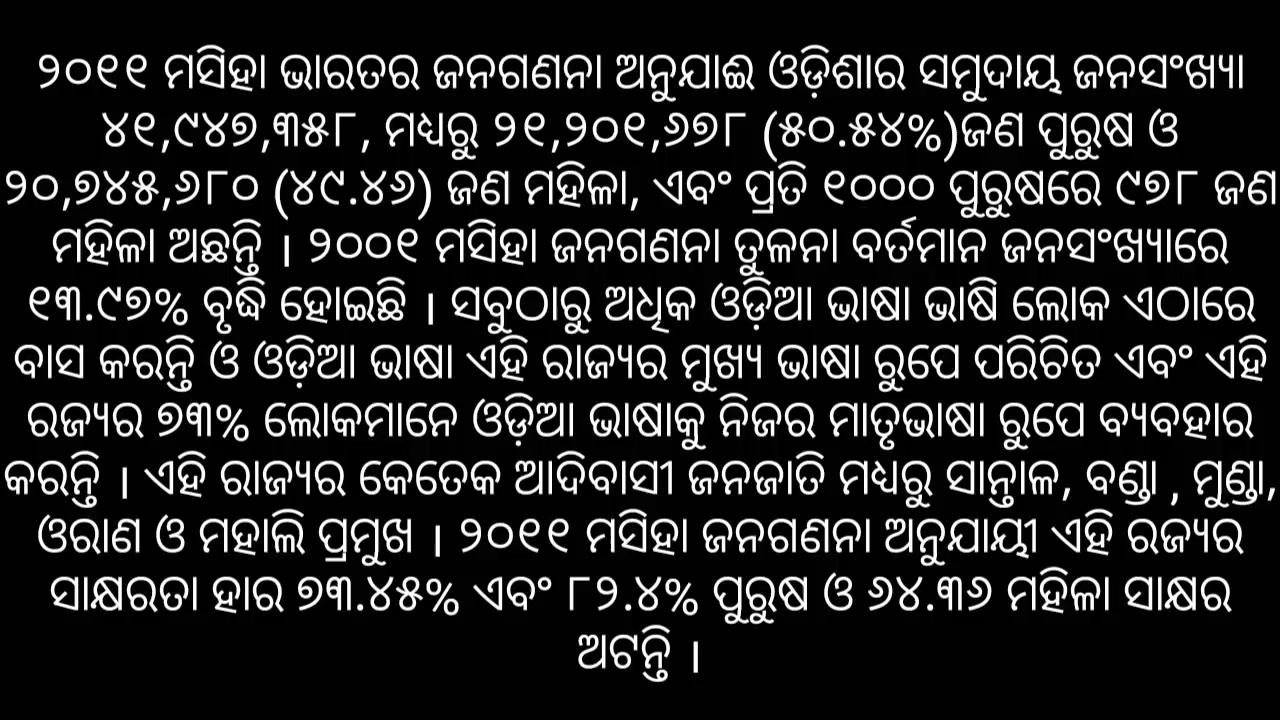 ୨୦୧୧ ମସିହା ଭାରତର ଜନଗଣନା ଅନୁଯାଈ ଓଡ଼ିଶାର ସମୁଦାୟ ଜନସଂଖ୍ୟା
୪୧,୯୪୭,୩୫୮, ମଧ୍ୟରୁ ୨୧,୨୦୧,୬୭୮ (୫୦.୫୪%)ଜଣ ପୁରୁଷ ଓ
୨୦,୭୪୫,୬୮୦ (୪୯.୪୬) ଜଣ ମହିଳା, ଏବଂ ପ୍ରତି ୧୦୦୦ ପୁରୁଷରେ ୯୭୮ ଜଣ
ମହିଳା ଅଛନ୍ତି । ୨୦୦୧ ମସିହା ଜନଗଣନା ତୁଳନା ବର୍ତମାନ ଜନସଂଖ୍ୟାରେ
୧୩.୯୭% ବୃଦ୍ଧି ହୋଇଛି । ସବୁଠାରୁ ଅଧିକ ଓଡ଼ିଆ ଭାଷା ଭାଷି ଲୋକ ଏଠାରେ
ବାସ କରନ୍ତି ଓ ଓଡ଼ିଆ ଭାଷା ଏହି ରାଜ୍ୟର ମୁଖ୍ୟ ଭାଷା ରୁପେ ପରିଚିତ ଏବଂ ଏହି
ରଜ୍ୟର ୭୩% ଲୋକମାନେ ଓଡ଼ିଆ ଭାଷାକୁ ନିଜର ମାତୃଭାଷା ରୁପେ ବ୍ୟବହାର
କରନ୍ତି । ଏହି ରାଜ୍ୟର କେତେକ ଆଦିବାସୀ ଜନଜାତି ମଧ୍ୟରୁ ସାନ୍ତାଳ, ବଣ୍ଡା , ମୁଣ୍ଡା,
ଓରାଣ ଓ ମହାଲି ପ୍ରମୁଖ । ୨୦୧୧ ମସିହା ଜନଗଣନା ଅନୁଯାୟୀ ଏହି ରଜ୍ୟର
ସାକ୍ଷରତା ହାର ୭୩.୪୫% ଏବଂ ୮୨.୪% ପୁରୁଷ ଓ ୬୪.୩୬ ମହିଳା ସାକ୍ଷର
ଅଟନ୍ତି ।